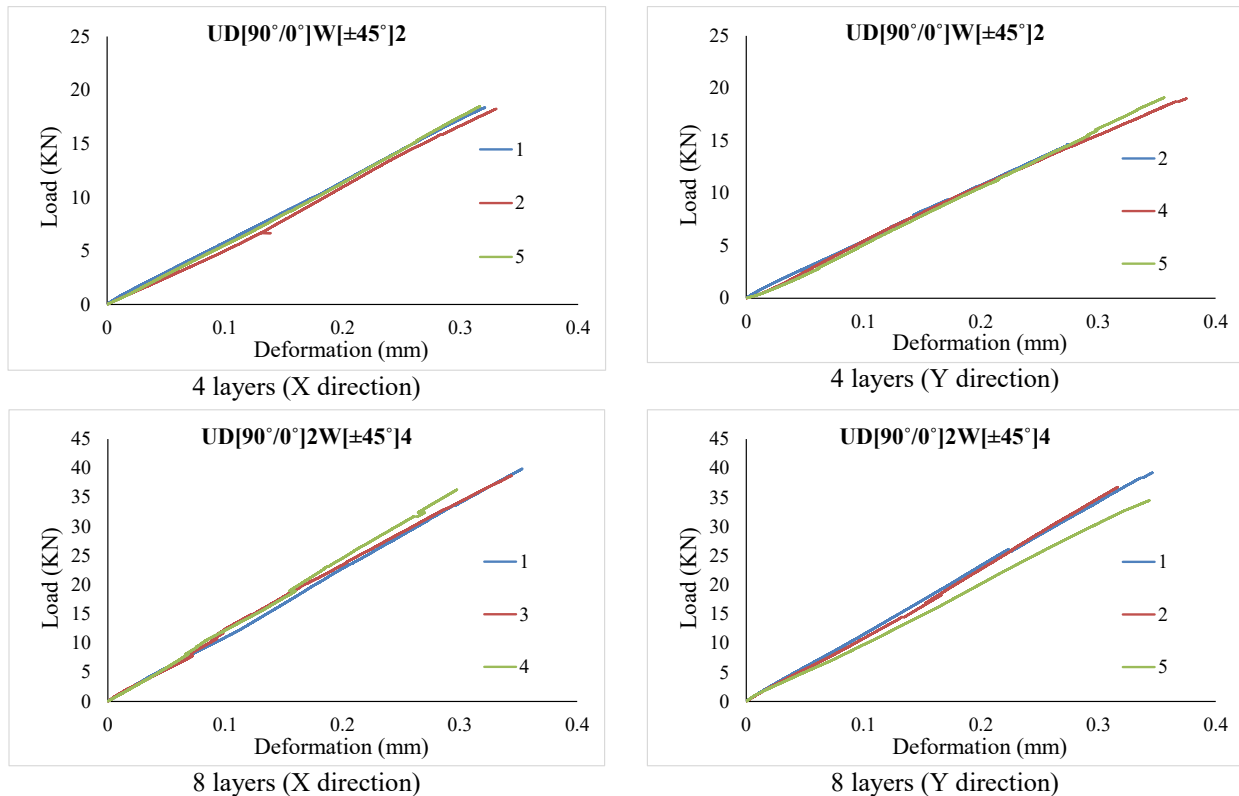 UD[90˚/0˚]W[±45˚]2
25
20
15
10
5
0
Load (KN)
1
2
5
0 0.1 0.2 0.3 0.4
Deformation (mm)
4 layers (X direction)
UD[90˚/0˚]W[±45˚]2
25
20
15
10
5
0
Load (KN)
2
4
5
0 0.1 0.2 0.3 0.4
Deformation (mm)
4 layers (Y direction)
UD[90˚/0˚]2W[±45˚]4
45
40
35
30
25
20
15
10
5
0
Load (KN)
1
3
4
0 0.1 0.2 0.3 0.4
Deformation (mm)
8 layers (X direction)
UD[90˚/0˚]2W[±45˚]4
45
40
35
30
25
20
15
10
5
0
Load (KN)
1
2
5
0 0.1 0.2 0.3 0.4
Deformation (mm)
8 layers (Y direction)